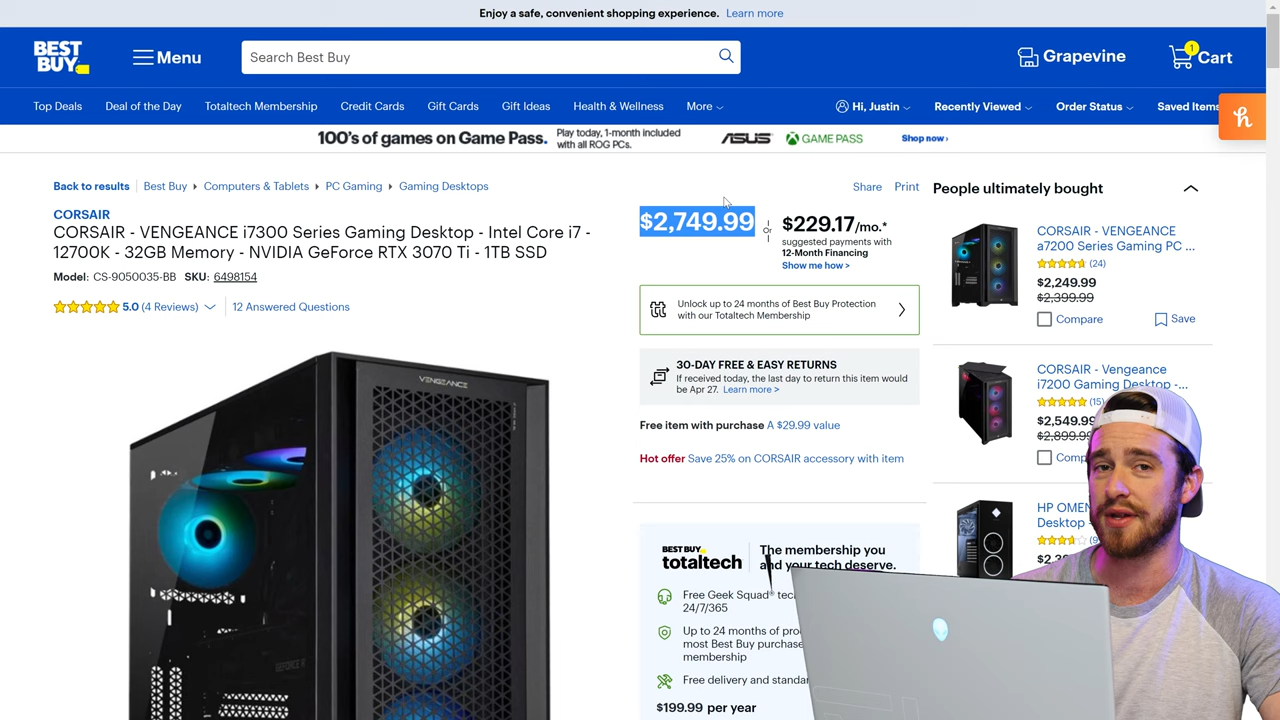 Enjoy a safe, convenient shopping experience. Learn more
BEST
BUY
Menu
Search Best Buy
Grapevine
1
Cart
Top Deals
Deal of the Day
Totaltech Membership
Credit Cards
Gift Cards
Gift Ideas
Health & Wellness
More
Hi, Justin
Recently Viewed
Order Status
Saved Items
100's of games on Game Pass.
Play today, 1-month included
with all ROG PCs.
ASUS
GAME PASS
Shop now ›
Back to results
Best Buy
Computers & Tablets
PC Gaming
Gaming Desktops
Share
Print
CORSAIR
CORSAIR - VENGEANCE i7300 Series Gaming Desktop - Intel Core i7 -
12700K - 32GB Memory - NVIDIA GeForce RTX 3070 Ti - 1TB SSD
Model: CS-9050035-BB SKU: 6498154
5.0 (4 Reviews)
12 Answered Questions
VENGEANCE
$2,749.99
Or
$229.17/mo.*
suggested payments with
12-Month Financing
Show me how >
Unlock up to 24 months of Best Buy Protection
with our Totaltech Membership
30-DAY FREE & EASY RETURNS
If received today, the last day to return this item would
be Apr 27. Learn more >
Free item with purchase A $29.99 value
Hot offer Save 25% on CORSAIR accessory with item
BEST BUY
totaltech
The membership you
and your tech deserve.
Free Geek Squad®
24/7/365
Up to 24 months of
most Best Buy
membership
Free delivery and
$199.99 per year
People ultimately bought
CORSAIR - VENGEANCE
a7200 Series Gaming PC ...
(24)
$2,249.99
$2,399.99
Compare
Save
CORSAIR - Vengeance
i7200 Gaming Desktop -...
(15)
$2,549.99
$2,899.99
HP OMEN
Desktop